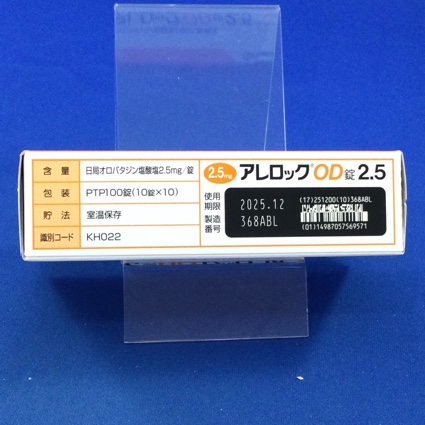 含 量 日局オロパタジン塩酸塩2.5mg/錠
包 装 PTP100錠(10錠×10)
貯 法 室温保存
識別コード KH022
2.5mg アレロック®OD錠2.5
使用期限 2025.12
製造番号 368ABL
(17)251200(10)368ABL
(01)14987057569571